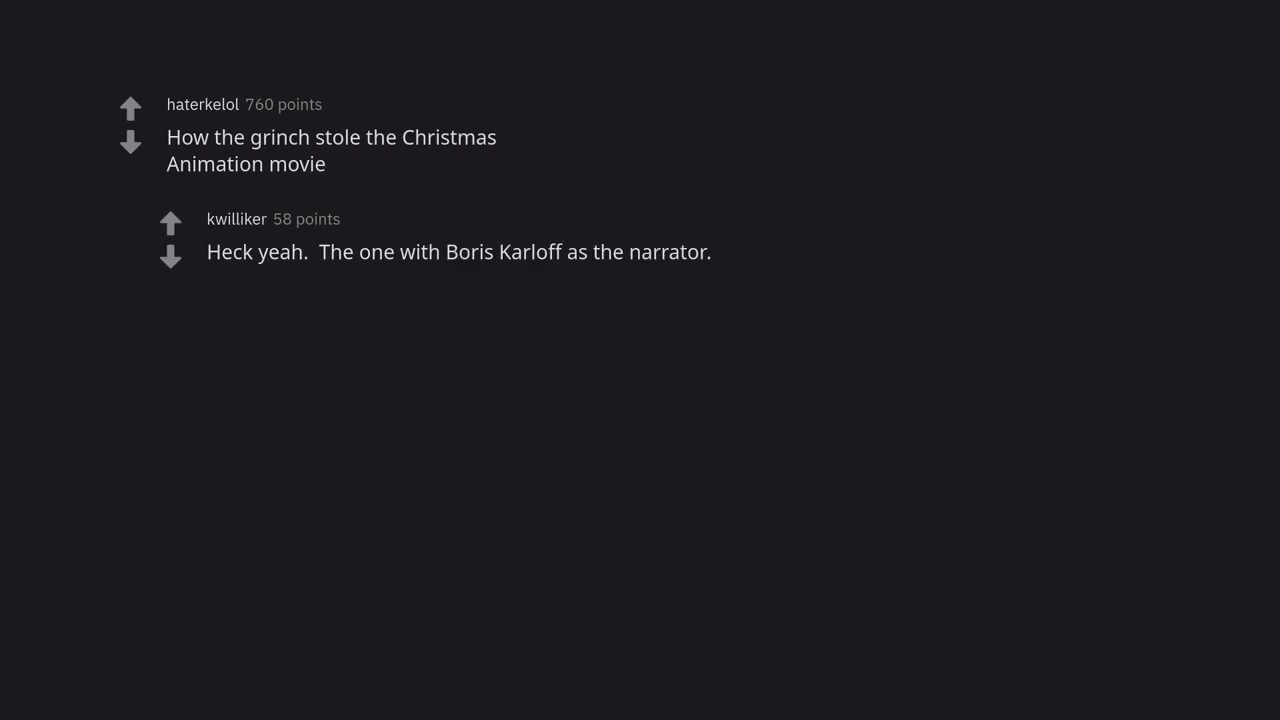 haterkelol 760 points
How the grinch stole the Christmas
Animation movie
kwilliker 58 points
Heck yeah.  The one with Boris Karloff as the narrator.